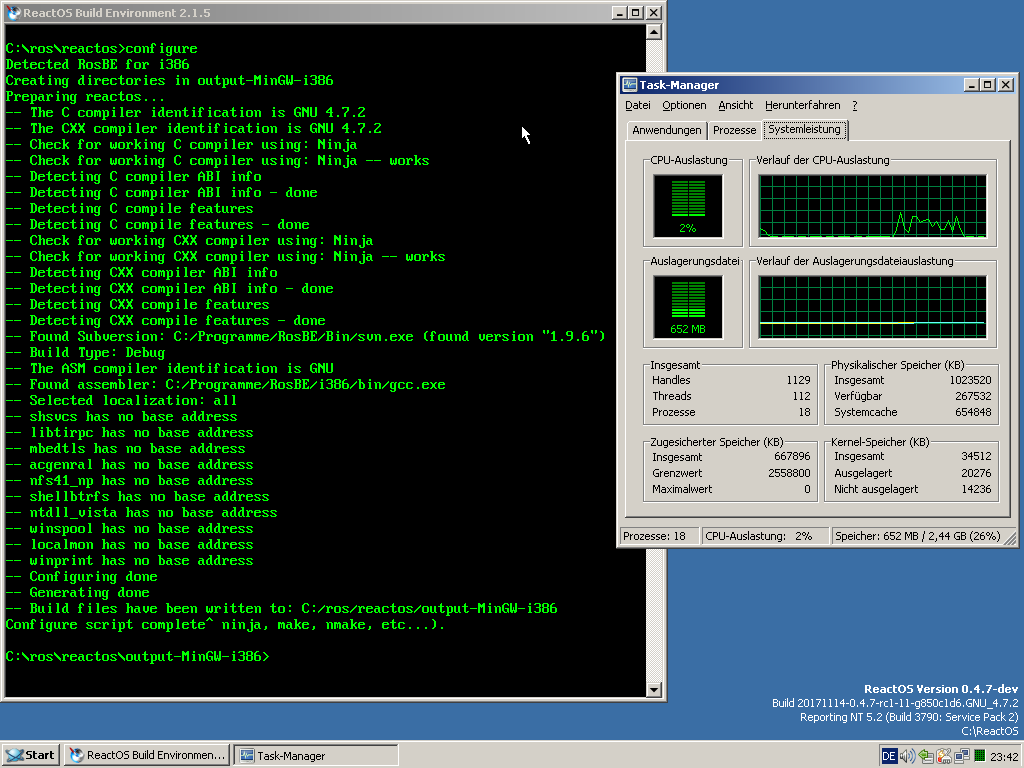 ReactOS Build Environment 2.1.5
C:\ros\reactos>configure
Detected RosBE for i386
Creating directories in output-MinGW-i386
Preparing reactos...
-- The C compiler identification is GNU 4.7.2
-- The CXX compiler identification is GNU 4.7.2
-- Check for working C compiler using: Ninja
-- Check for working C compiler using: Ninja -- works
-- Detecting C compiler ABI info
-- Detecting C compiler ABI info - done
-- Detecting C compile features
-- Detecting C compile features - done
-- Check for working CXX compiler using: Ninja
-- Check for working CXX compiler using: Ninja -- works
-- Detecting CXX compiler ABI info
-- Detecting CXX compiler ABI info - done
-- Detecting CXX compile features
-- Detecting CXX compile features - done
-- Found Subversion: C:/Programme/RosBE/Bin/svn.exe (found version "1.9.6")
-- Build Type: Debug
-- The ASM compiler identification is GNU
-- Found assembler: C:/Programme/RosBE/i386/bin/gcc.exe
-- Selected localization: all
-- shsvcs has no base address
-- libtirpc has no base address
-- mbedtls has no base address
-- acgenral has no base address
-- nfs41_np has no base address
-- shellbtrfs has no base address
-- ntdll_vista has no base address
-- winspool has no base address
-- localmon has no base address
-- winprint has no base address
-- Configuring done
-- Generating done
-- Build files have been written to: C:/ros/reactos/output-MinGW-i386
Configure script complete^ ninja, make, nmake, etc...).
C:\ros\reactos\output-MinGW-i386>
Task-Manager
Datei Optionen Ansicht Herunterfahren ?
Anwendungen Prozesse Systemleistung
CPU-Auslastung Verlauf der CPU-Auslastung
2%
Auslagerungsdatei Verlauf der Auslagerungsdateiauslastung
652 MB
Insgesamt
Handles 1129
Threads 112
Prozesse 18
Physikalischer Speicher (KB)
Insgesamt 1023520
Verfügbar 267532
Systemcache 654848
Zugesicherter Speicher (KB)
Insgesamt 667896
Grenzwert 2558800
Maximalwert 0
Kernel-Speicher (KB)
Insgesamt 34512
Ausgelagert 20276
Nicht ausgelagert 14236
Prozesse: 18 CPU-Auslastung: 2% Speicher: 652 MB / 2,44 GB (26%)
ReactOS Version 0.4.7-dev
Build 20171114-0.4.7-rc1-11-g850c1d6.GNU_4.7.2
Reporting NT 5.2 (Build 3790: Service Pack 2)
C:\ReactOS
Start ReactOS Build Environmen... Task-Manager DE 23:42